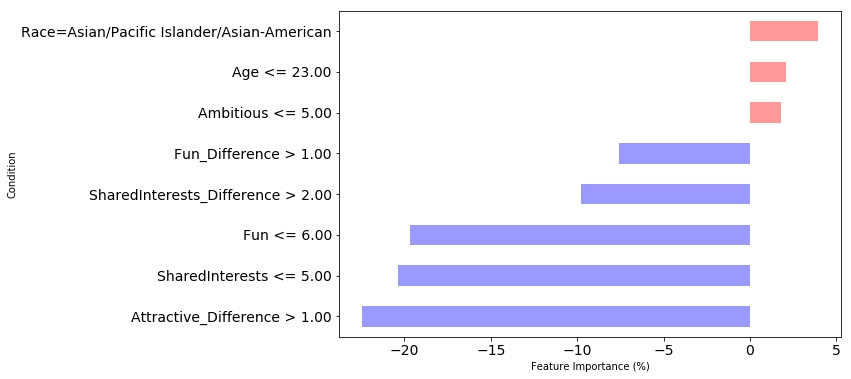 Race=Asian/Pacific Islander/Asian-American
Age <= 23.00
Ambitious <= 5.00
Fun_Difference > 1.00
SharedInterests_Difference > 2.00
Fun <= 6.00
SharedInterests <= 5.00
Attractive_Difference > 1.00
Condition
−20 −15 −10 −5 0 5
Feature Importance (%)